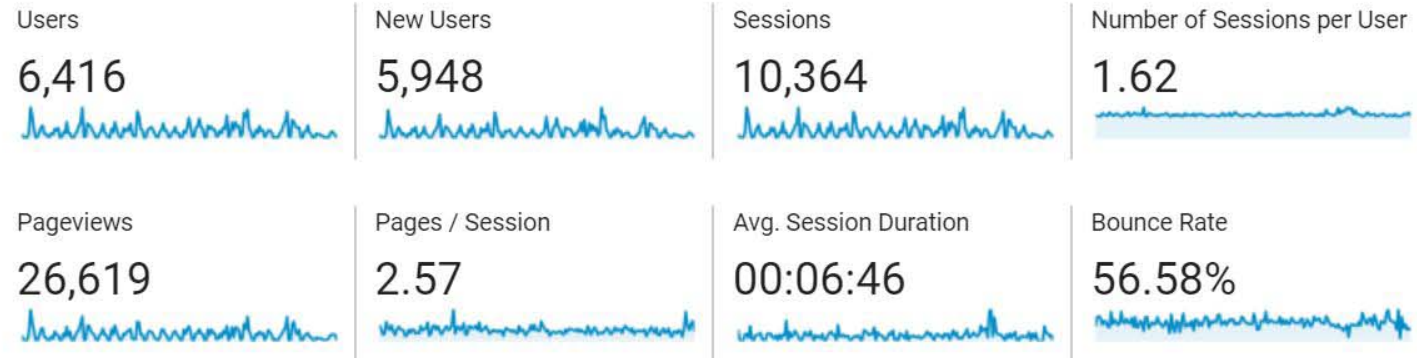 Users
6,416
New Users
5,948
Sessions
10,364
Number of Sessions per User
1.62
Pageviews
26,619
Pages / Session
2.57
Avg. Session Duration
00:06:46
Bounce Rate
56.58%